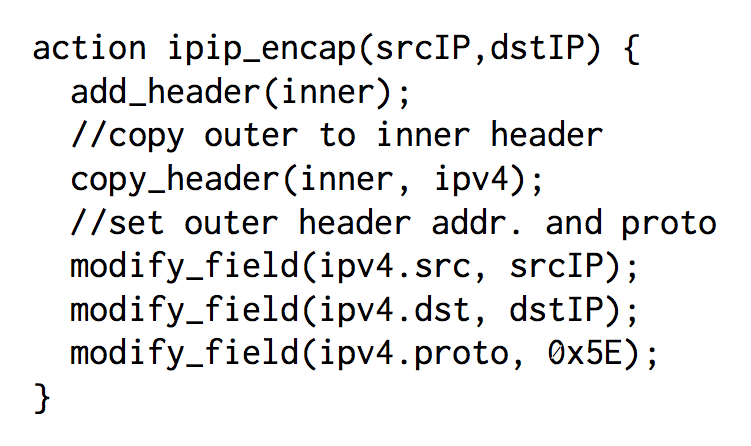 action ipip_encap(srcIP,dstIP) {
  add_header(inner);
  //copy outer to inner header
  copy_header(inner, ipv4);
  //set outer header addr. and proto
  modify_field(ipv4.src, srcIP);
  modify_field(ipv4.dst, dstIP);
  modify_field(ipv4.proto, 0x5E);
}